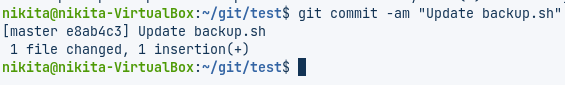 nikita@nikita-VirtualBox:~/git/test$ git commit -am "Update backup.sh"
[master e8ab4c3] Update backup.sh
 1 file changed, 1 insertion(+)
nikita@nikita-VirtualBox:~/git/test$